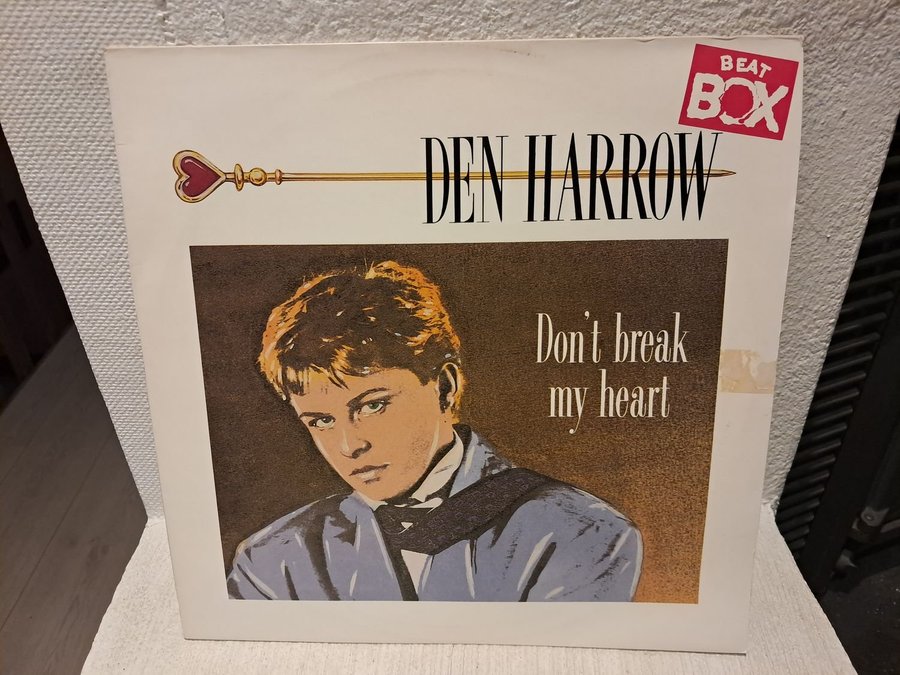 BEAT
BOX
DEN HARROW
Don't break
my heart